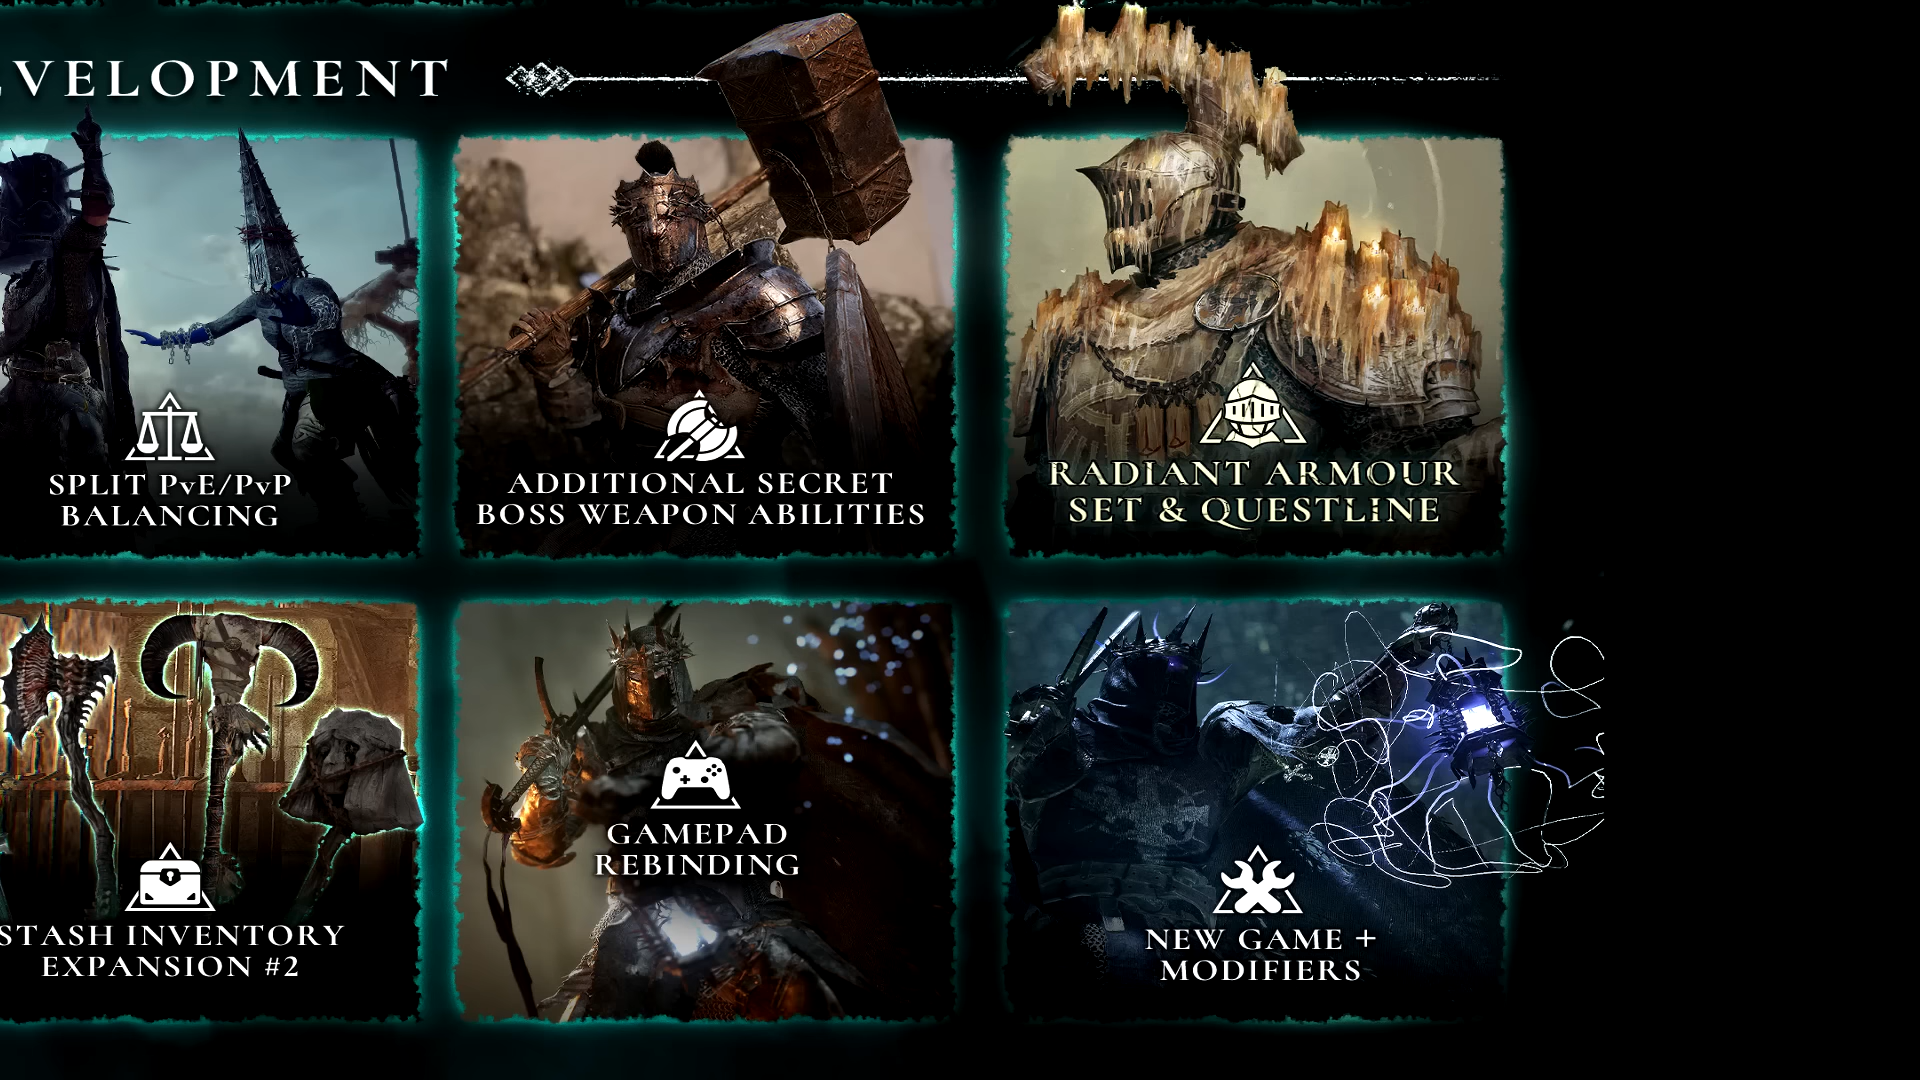 EVELOPMENT
SPLIT PvE/PvP
BALANCING
ADDITIONAL SECRET
BOSS WEAPON ABILITIES
RADIANT ARMOUR
SET & QUESTLINE
STASH INVENTORY
EXPANSION #2
GAMEPAD
REBINDING
NEW GAME +
MODIFIERS